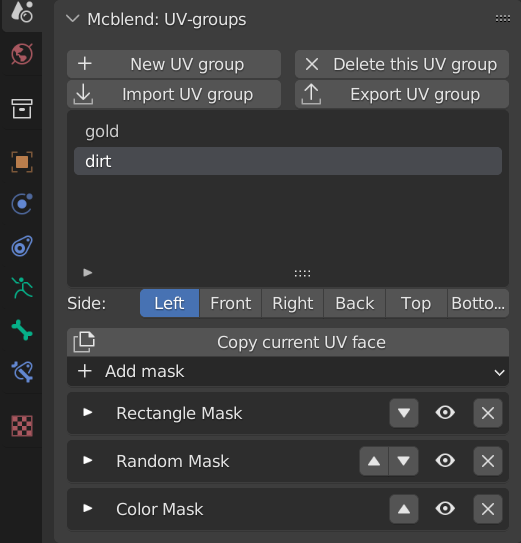 Mcblend: UV-groups
New UV group
Delete this UV group
Import UV group
Export UV group
gold
dirt
Side: Left Front Right Back Top Botto...
Copy current UV face
Add mask
Rectangle Mask
Random Mask
Color Mask